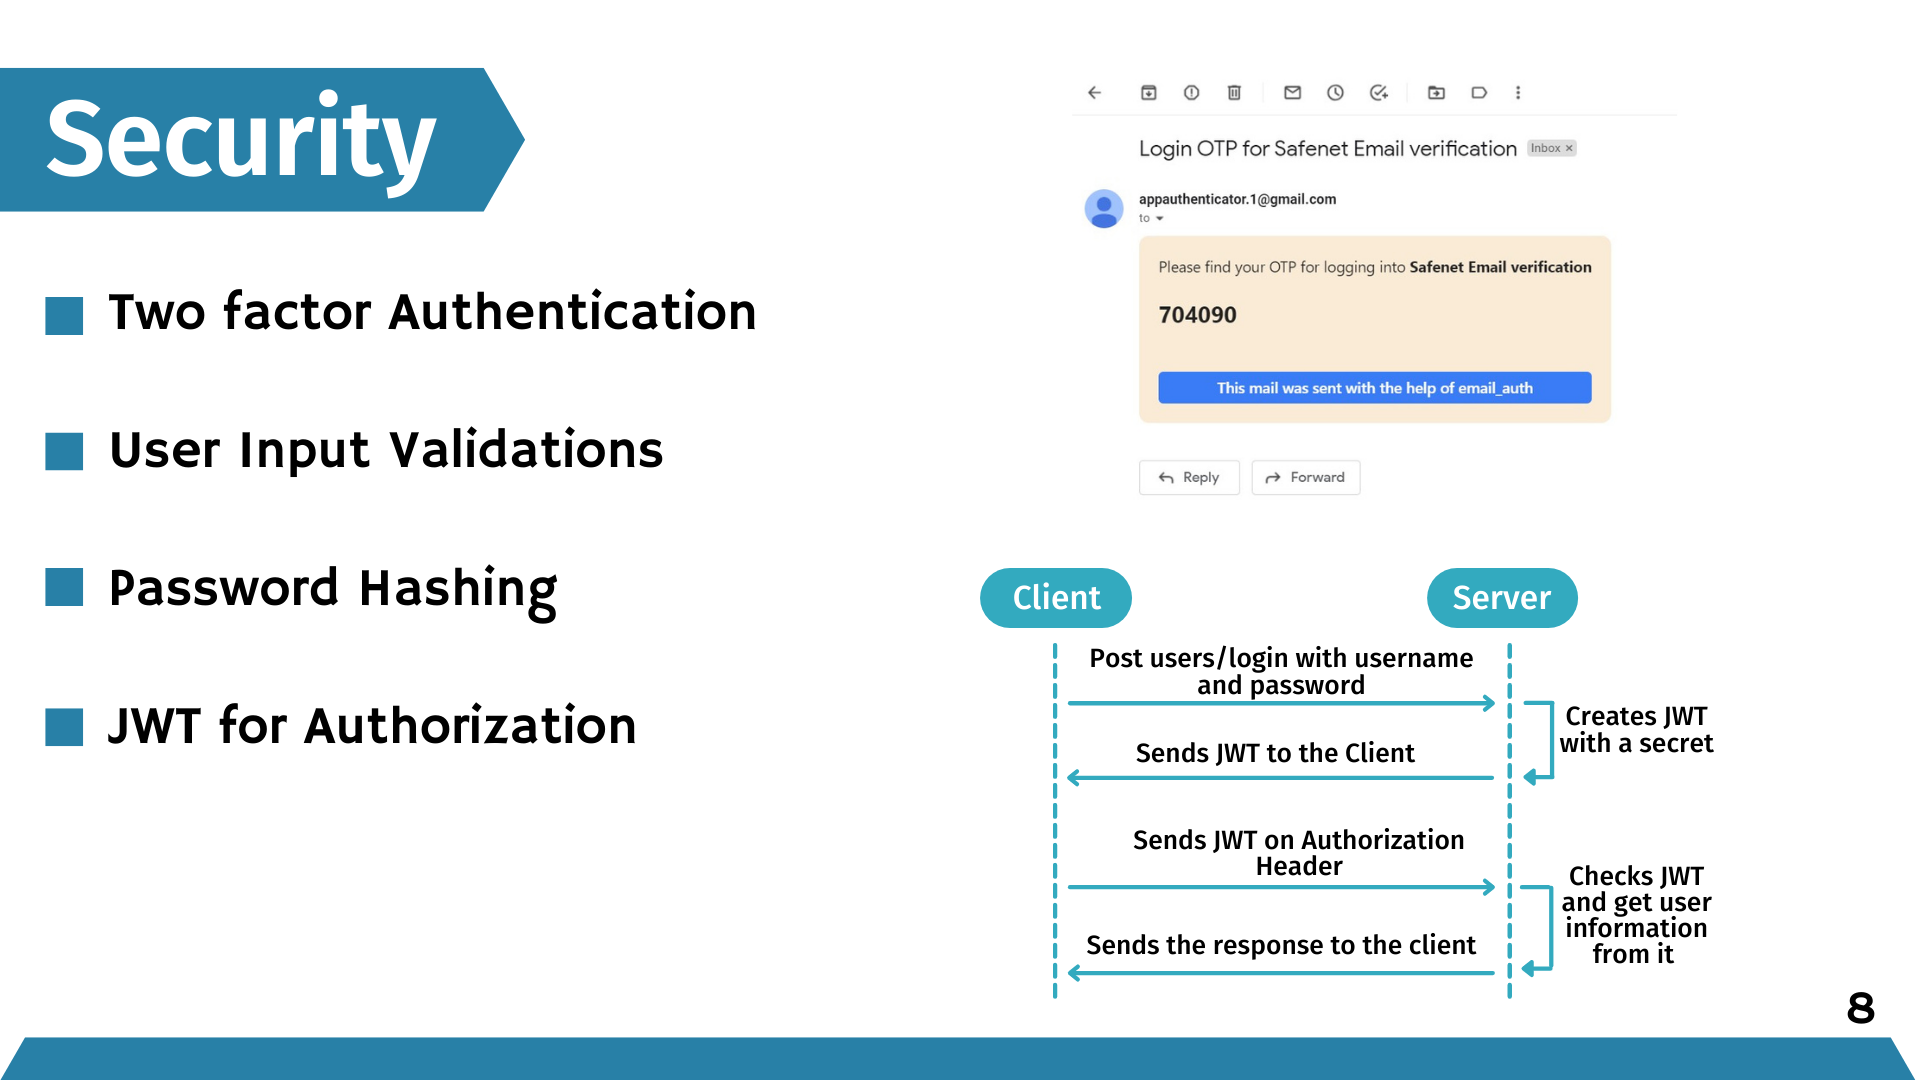 Security
Two factor Authentication
User Input Validations
Password Hashing
JWT for Authorization
Login OTP for Safenet Email verification Inbox ×
appauthenticator.1@gmail.com
to
Please find your OTP for logging into Safenet Email verification
704090
This mail was sent with the help of email_auth
Reply Forward
Client
Server
Post users/login with username
and password
Creates JWT
with a secret
Sends JWT to the Client
Sends JWT on Authorization
Header
Checks JWT
and get user
information
from it
Sends the response to the client
8